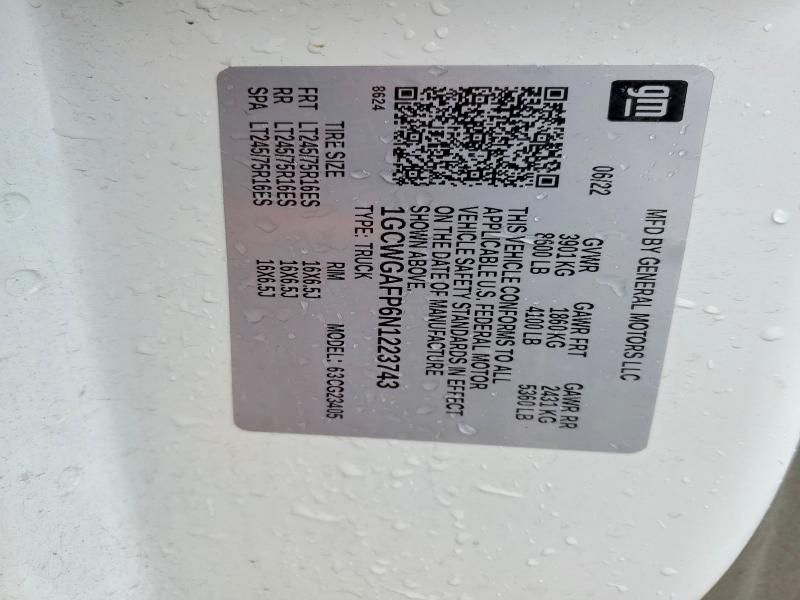 gm
MFD BY GENERAL MOTORS LLC
06/22
GVWR GAWR FRT GAWR RR
3901 KG 1860 KG 2431 KG
8600 LB 4100 LB 5360 LB
THIS VEHICLE CONFORMS TO ALL
APPLICABLE U.S. FEDERAL MOTOR
VEHICLE SAFETY STANDARDS IN EFFECT
ON THE DATE OF MANUFACTURE
SHOWN ABOVE.
1GCWGAFP6N1223743
TYPE: TRUCK
8624
MODEL: 63CG23405
TIRE SIZE RIM
FRT LT245/75R16ES 16X6.5J
RR LT245/75R16ES 16X6.5J
SPA LT245/75R16ES 16X6.5J